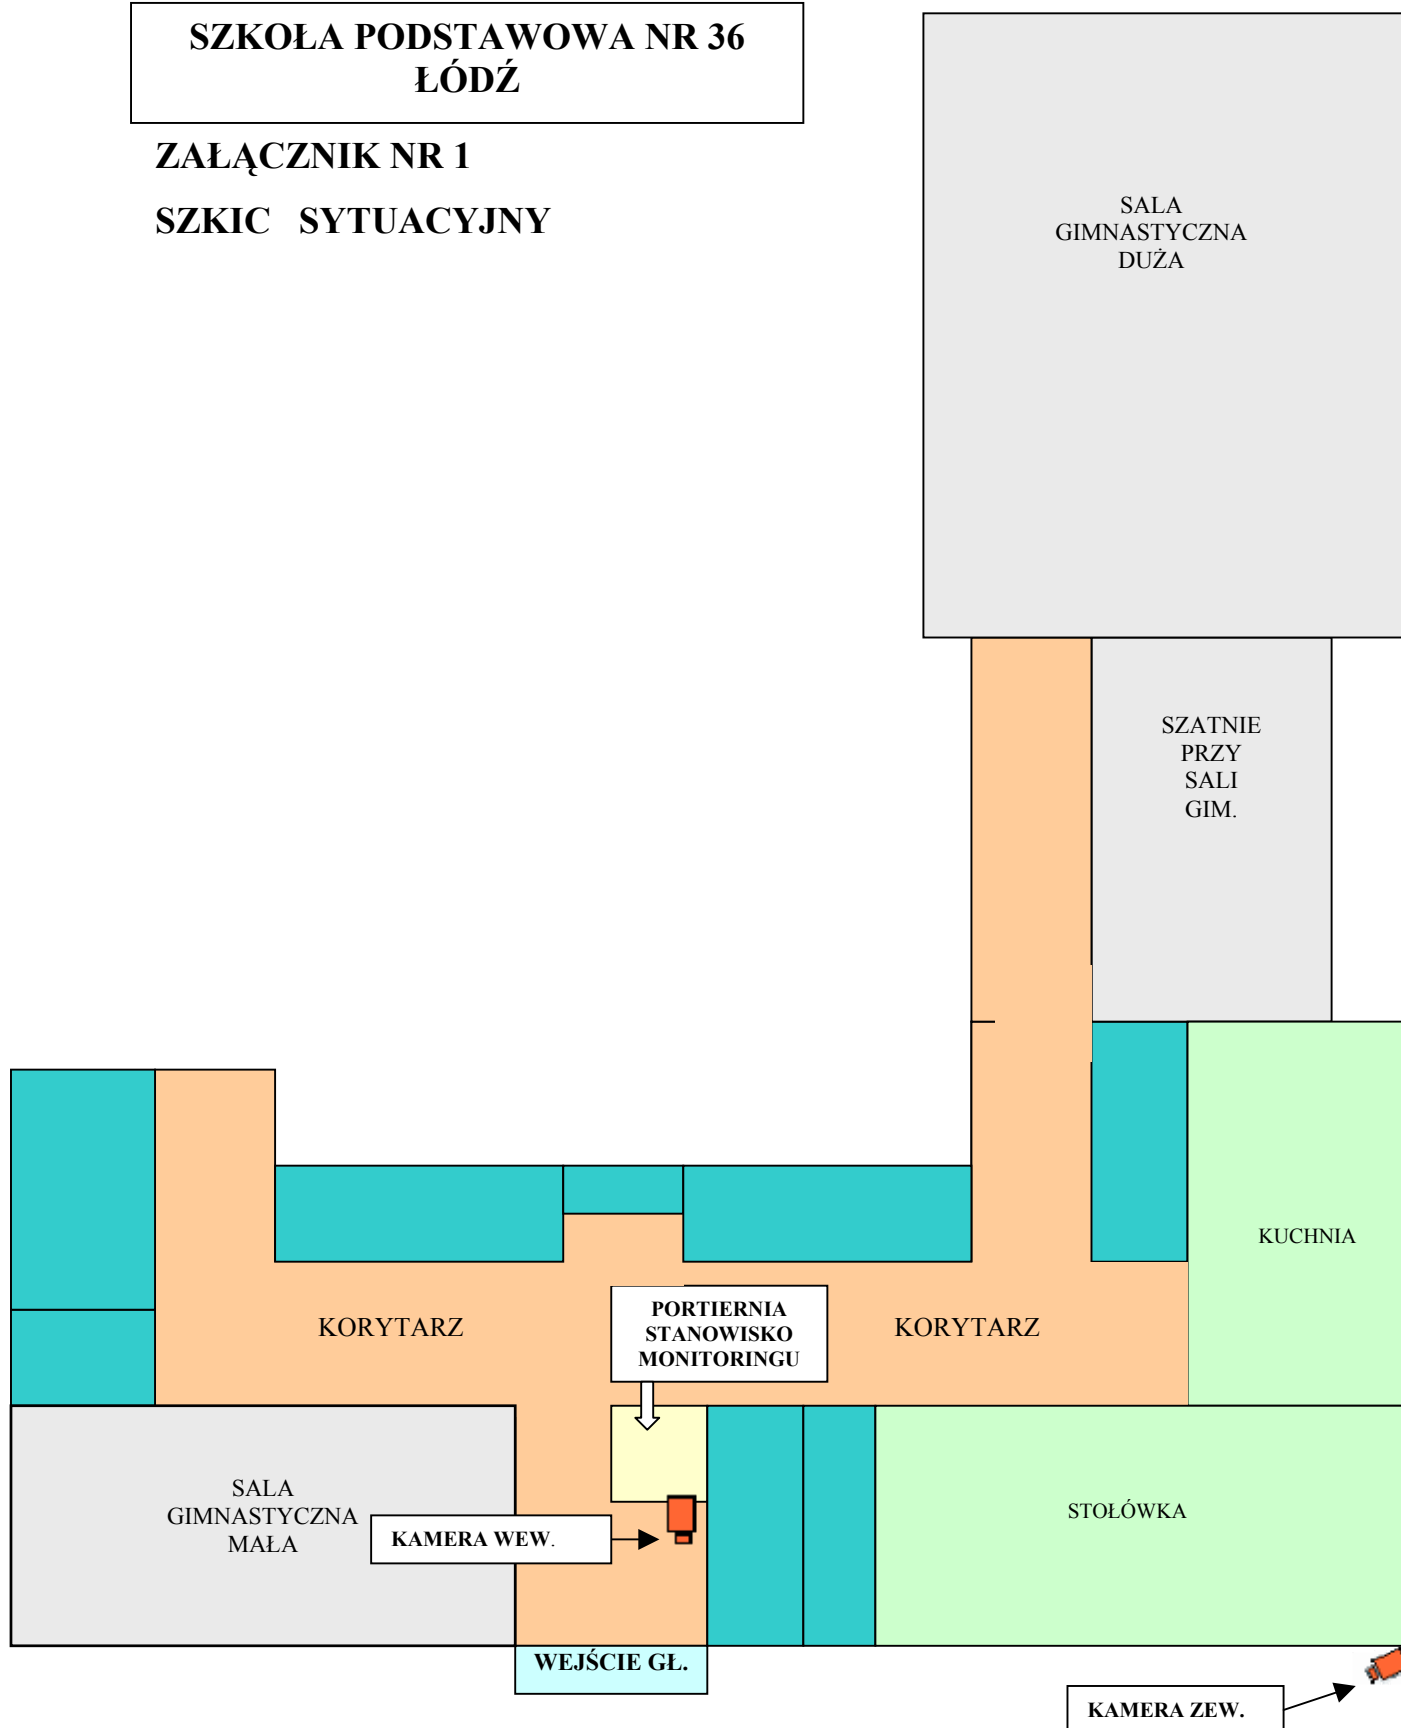 SZKOŁA PODSTAWOWA NR 36
ŁÓDŹ
ZAŁĄCZNIK NR 1
SZKIC SYTUACYJNY
SALA
GIMNASTYCZNA
DUŻA
SZATNIE
PRZY
SALI
GIM.
KUCHNIA
KORYTARZ
PORTIERNIA
STANOWISKO
MONITORINGU
KORYTARZ
SALA
GIMNASTYCZNA
MAŁA
KAMERA WEW.
STOŁÓWKA
WEJŚCIE GŁ.
KAMERA ZEW.